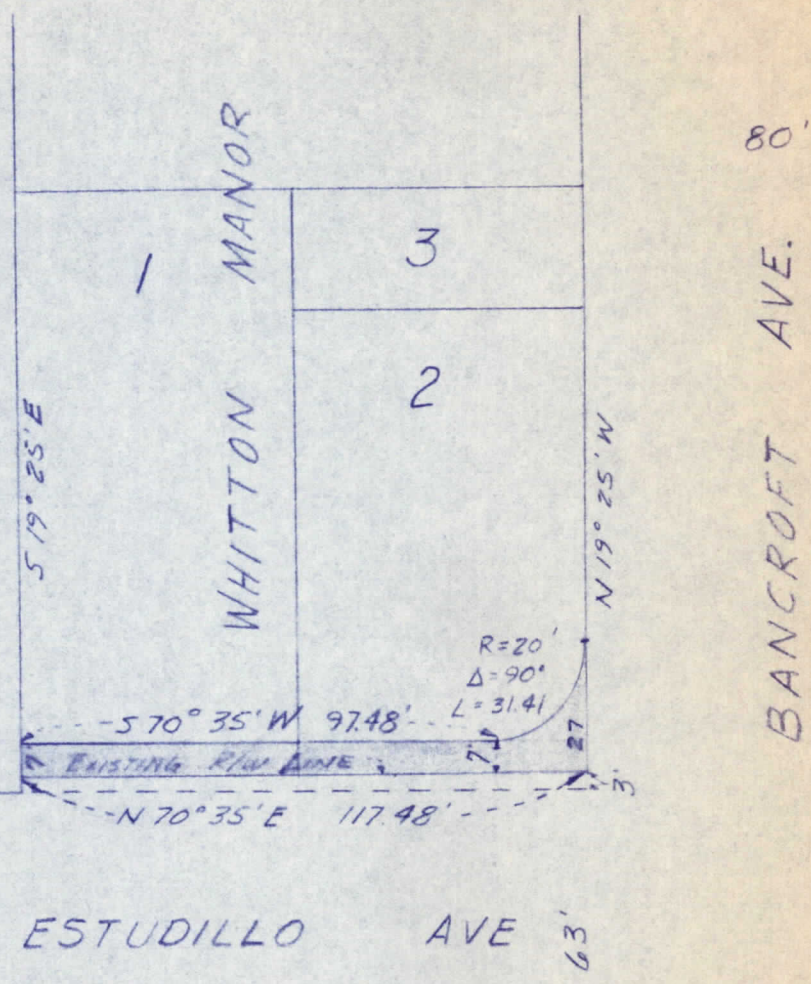 80'
MANOR
1
3
AVE.
2
WHITTON
S 19° 25' E
N 19° 25' W
BANCROFT
R=20'
Δ=90°
L=31.41
S 70° 35' W 97.48'
27
7
EXISTING R/W LINE
7'
3'
N 70° 35' E 117.48'
ESTUDILLO AVE
63'